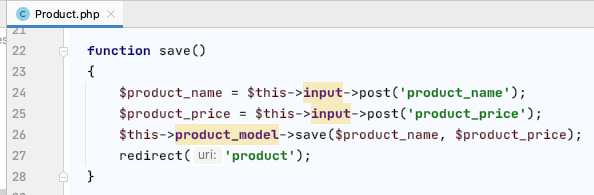 Product.php
21
22 function save()
23 {
24 $product_name = $this->input->post('product_name');
25 $product_price = $this->input->post('product_price');
26 $this->product_model->save($product_name, $product_price);
27 redirect( uri: 'product');
28 }